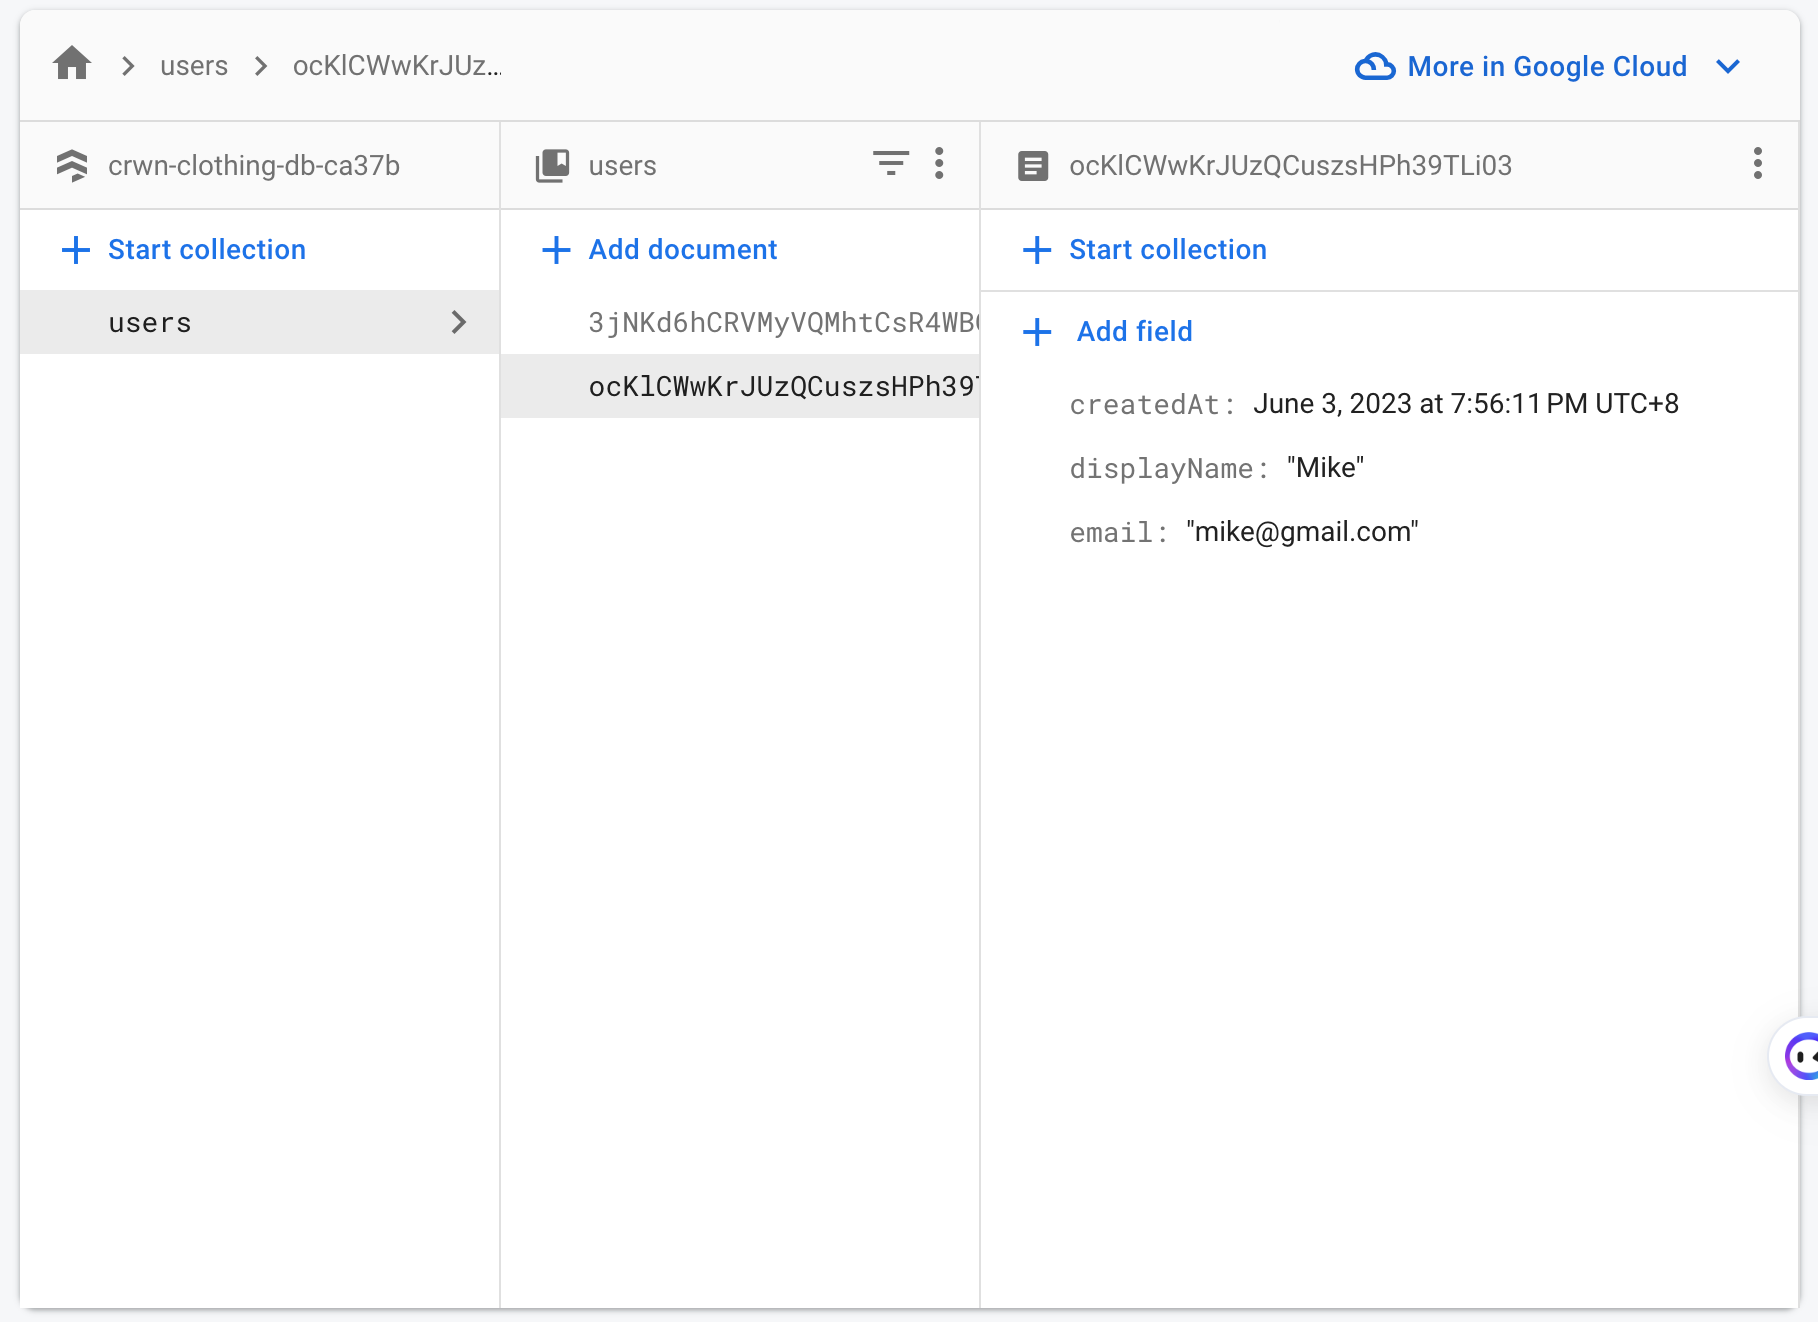 users
ocKlCWwKrJUz...
More in Google Cloud
crwn-clothing-db-ca37b
users
ocKlCWwKrJUzQCuszsHPh39TLi03
Start collection
Add document
Start collection
users
3jNKd6hCRVMyVQMhtCsR4WB
ocKlCWwKrJUzQCuszsHPh39
Add field
createdAt: June 3, 2023 at 7:56:11 PM UTC+8
displayName: "Mike"
email: "mike@gmail.com"